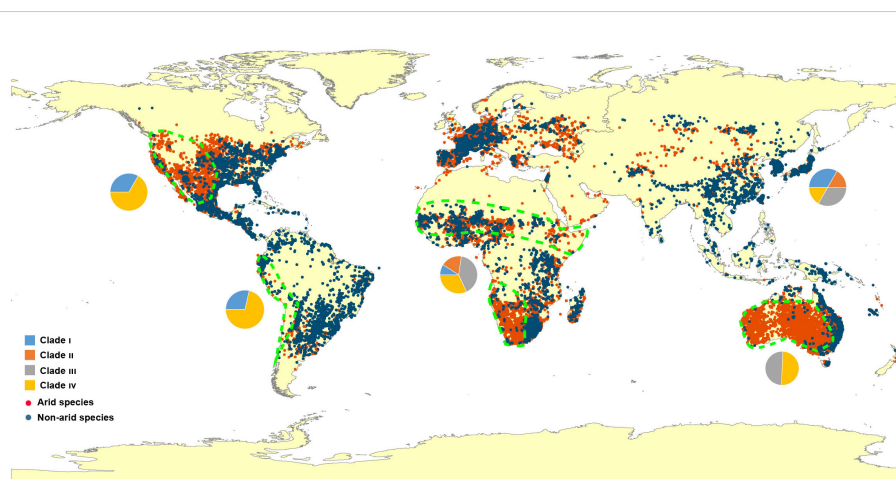 Clade I
Clade II
Clade III
Clade IV
Arid species
Non-arid species